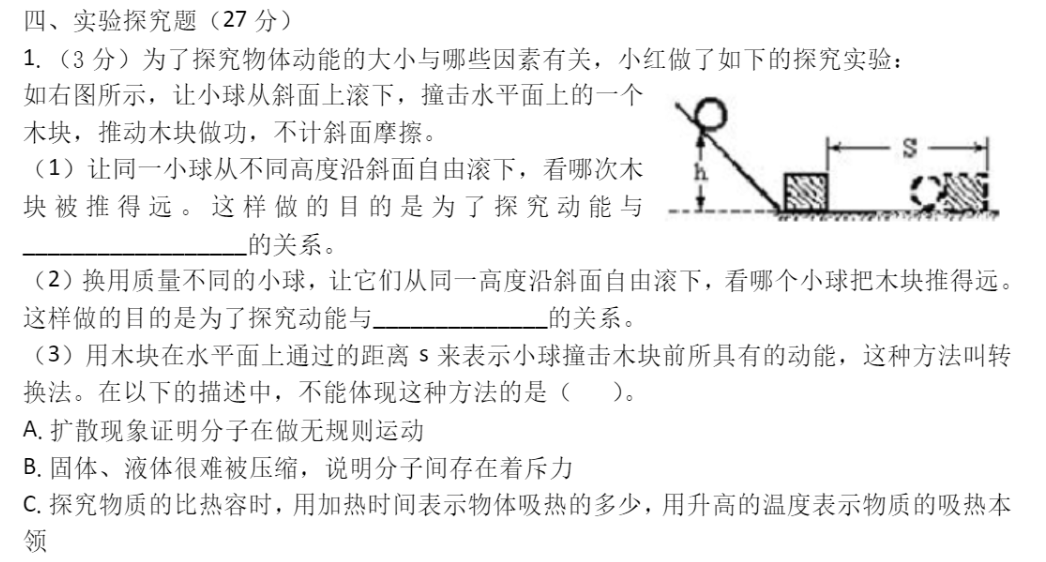 四、实验探究题（27 分）
1.（3 分）为了探究物体动能的大小与哪些因素有关，小红做了如下的探究实验：
如右图所示，让小球从斜面上滚下，撞击水平面上的一个
木块，推动木块做功，不计斜面摩擦。
（1）让同一小球从不同高度沿斜面自由滚下，看哪次木
块被推得远。这样做的目的是为了探究动能与
__________________的关系。
h
S
（2）换用质量不同的小球，让它们从同一高度沿斜面自由滚下，看哪个小球把木块推得远。
这样做的目的是为了探究动能与______________的关系。
（3）用木块在水平面上通过的距离 s 来表示小球撞击木块前所具有的动能，这种方法叫转
换法。在以下的描述中，不能体现这种方法的是（　　）。
A. 扩散现象证明分子在做无规则运动
B. 固体、液体很难被压缩，说明分子间存在着斥力
C. 探究物质的比热容时，用加热时间表示物体吸热的多少，用升高的温度表示物质的吸热本
领